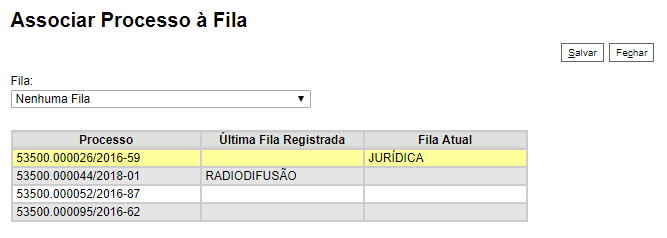 Associar Processo à Fila
Salvar Fechar
Fila:
Nenhuma Fila
Processo Última Fila Registrada Fila Atual
53500.000026/2016-59 JURÍDICA
53500.000044/2018-01 RADIODIFUSÃO
53500.000052/2016-87
53500.000095/2016-62